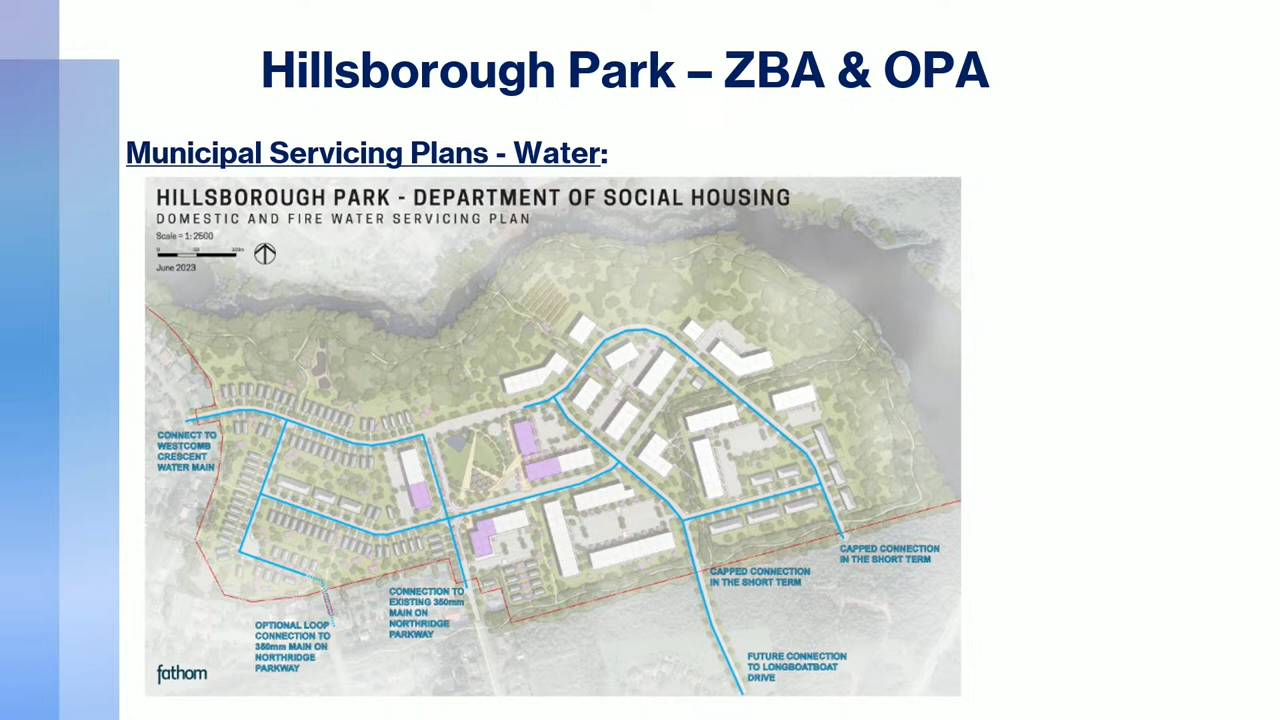 Hillsborough Park – ZBA & OPA
Municipal Servicing Plans - Water:
HILLSBOROUGH PARK - DEPARTMENT OF SOCIAL HOUSING
DOMESTIC AND FIRE WATER SERVICING PLAN
Scale = 1: 2500
0 50 100m
June 2023
CONNECT TO
WESTCOMB
CRESCENT
WATER MAIN
OPTIONAL LOOP
CONNECTION TO
350mm MAIN ON
NORTHRIDGE
PARKWAY
CONNECTION TO
EXISTING 350mm
MAIN ON
NORTHRIDGE
PARKWAY
CAPPED CONNECTION
IN THE SHORT TERM
CAPPED CONNECTION
IN THE SHORT TERM
FUTURE CONNECTION
TO LONGBOATBOAT
DRIVE
fathom